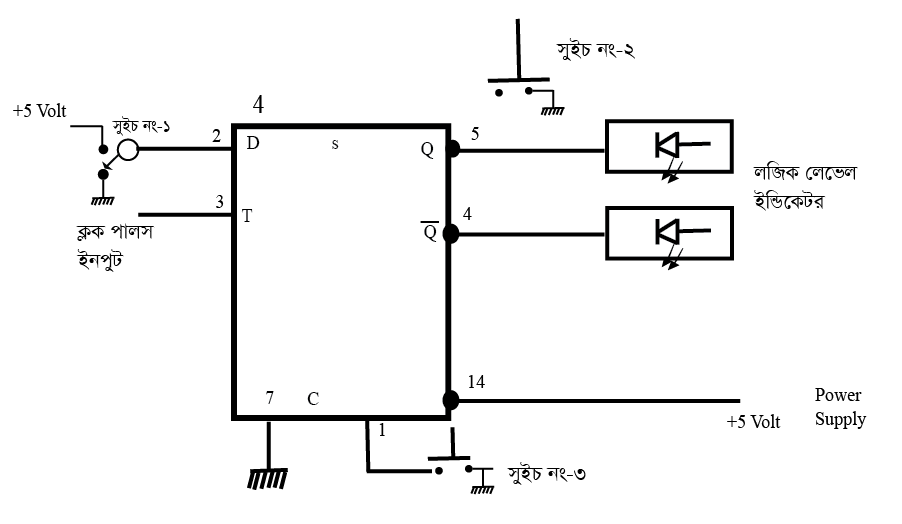 সুইচ নং-২
+5 Volt
সুইচ নং-১
4
2
D
s
Q
5
লজিক লেভেল
ইন্ডিকেটর
3
T
Q̅
4
ক্লক পালস
ইনপুট
14
7
C
1
+5 Volt
Power
Supply
সুইচ নং-৩